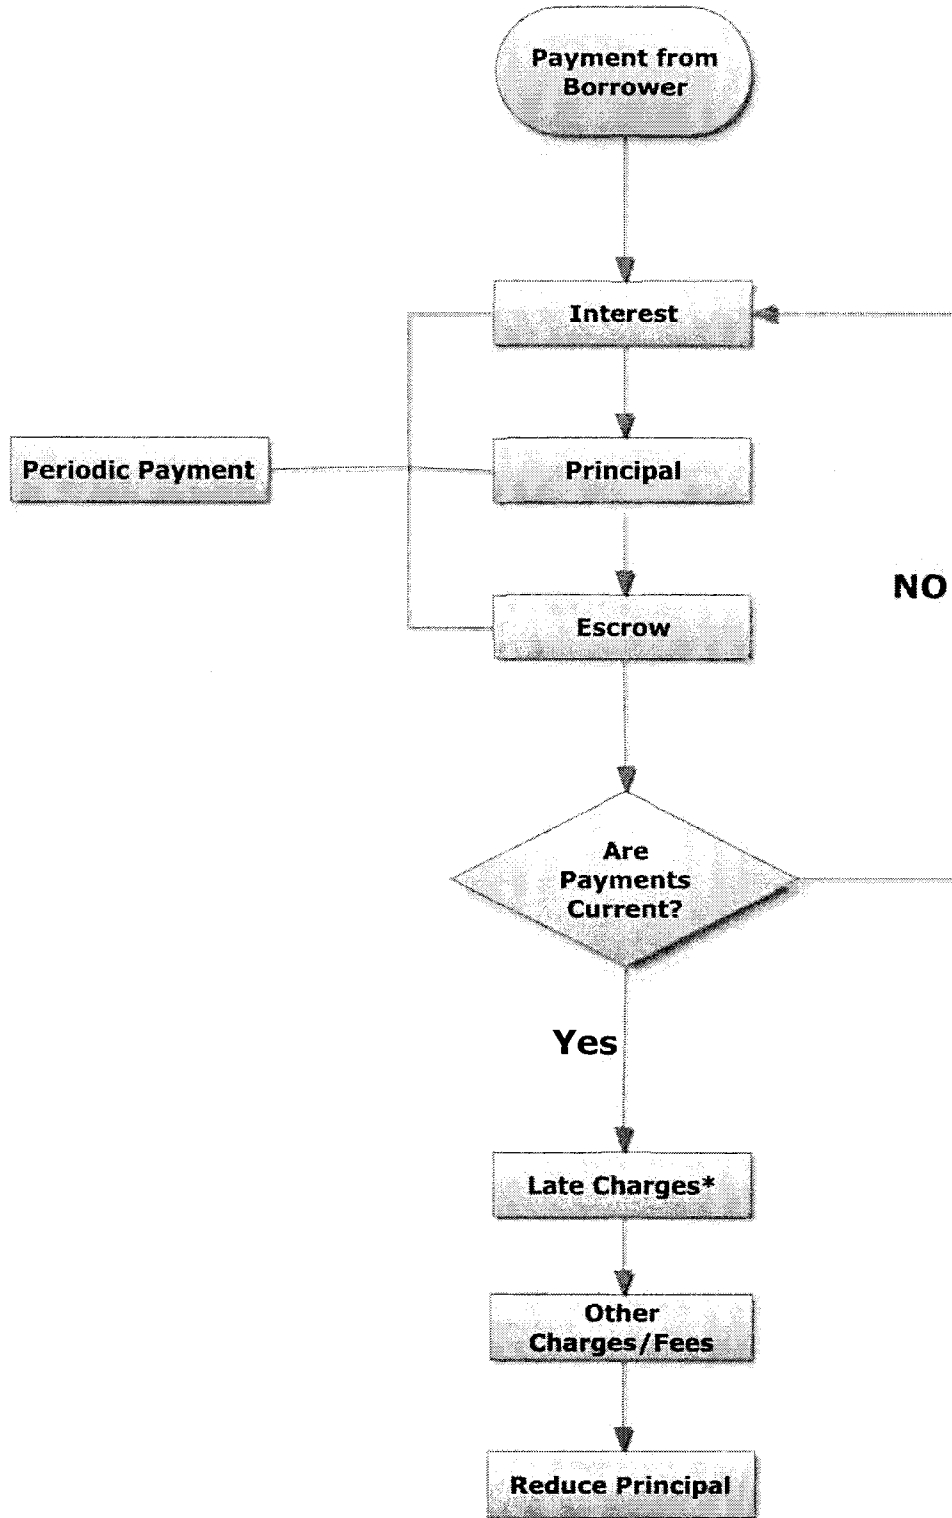 Payment from
Borrower
Interest
Periodic Payment
Principal
NO
Escrow
Are
Payments
Current?
Yes
Late Charges*
Other
Charges/Fees
Reduce Principal